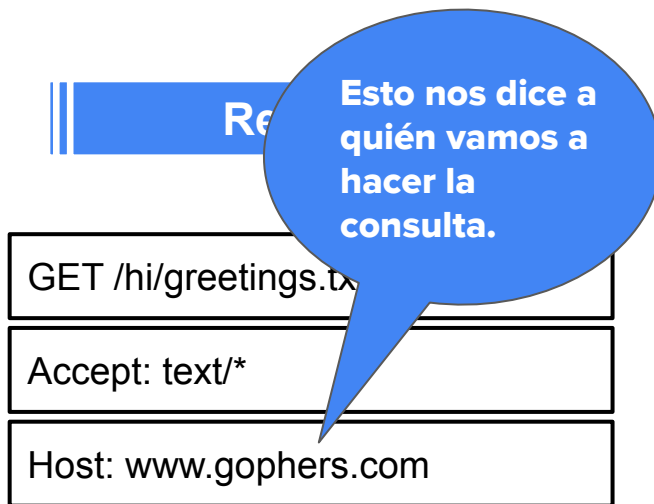 Re
Esto nos dice a
quién vamos a
hacer la
consulta.
GET /hi/greetings.tx
Accept: text/*
Host: www.gophers.com